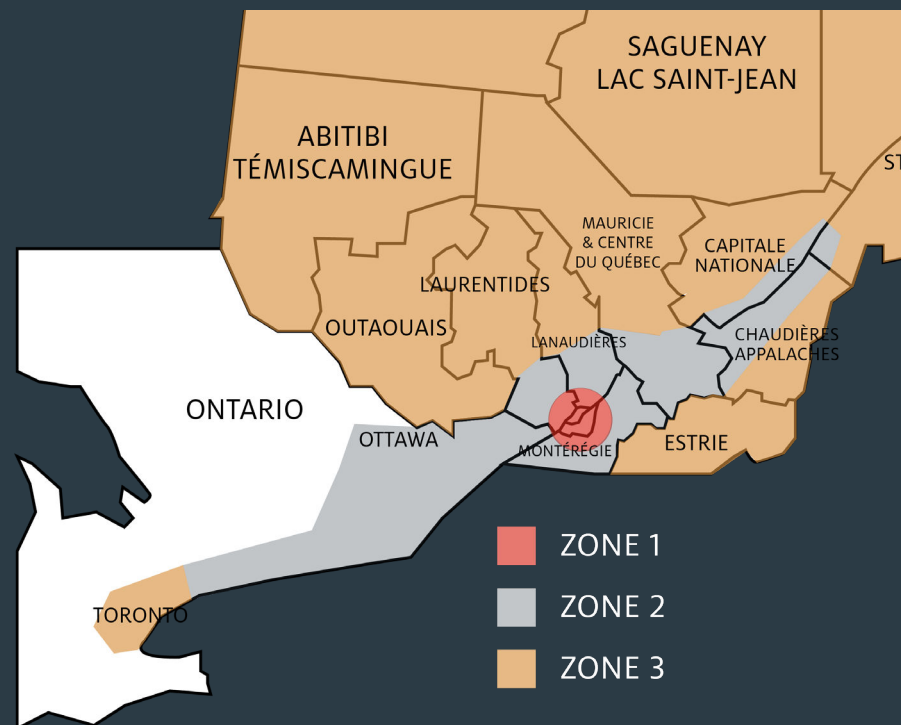 SAGUENAY
LAC SAINT-JEAN
ABITIBI
TÉMISCAMINGUE
ST
MAURICIE
& CENTRE
DU QUÉBEC
CAPITALE
NATIONALE
LAURENTIDES
OUTAOUAIS
LANAUDIÈRES
CHAUDIÈRES
APPALACHES
ONTARIO
OTTAWA
MONTÉRÉGIE
ESTRIE
TORONTO
ZONE 1
ZONE 2
ZONE 3